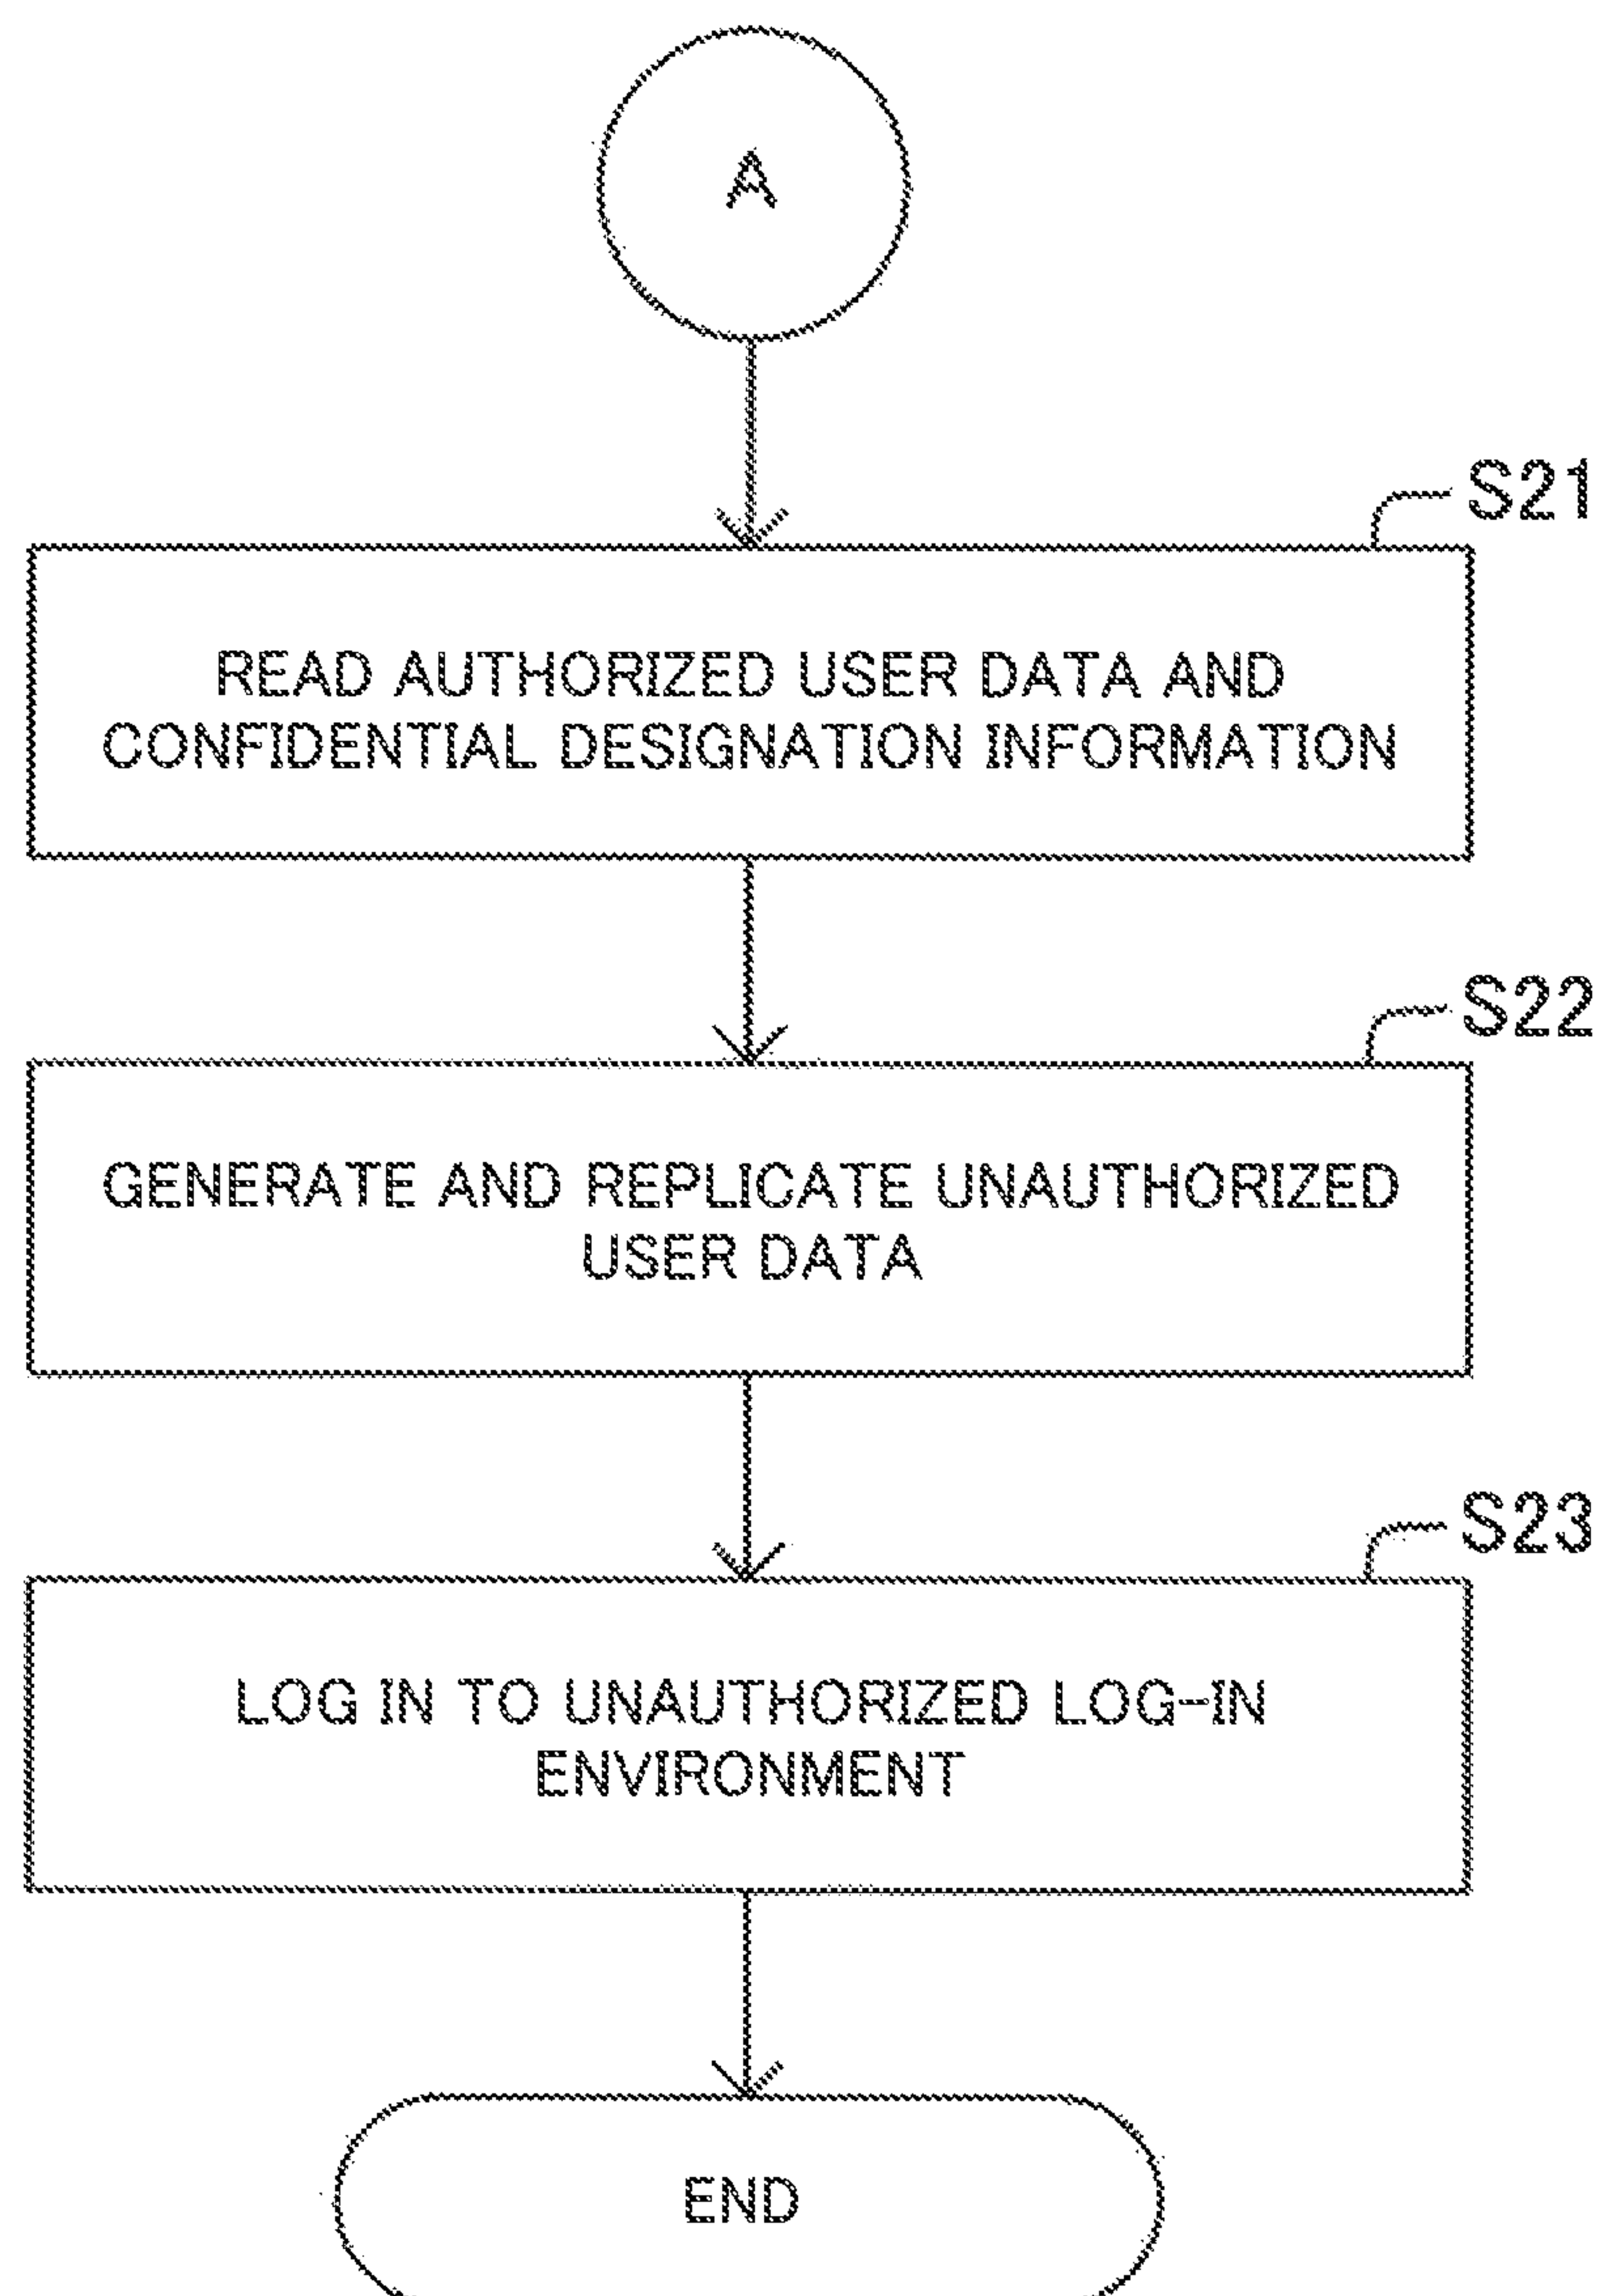 A
S21
READ AUTHORIZED USER DATA AND
CONFIDENTIAL DESIGNATION INFORMATION
S22
GENERATE AND REPLICATE UNAUTHORIZED
USER DATA
S23
LOG IN TO UNAUTHORIZED LOG-IN
ENVIRONMENT
END